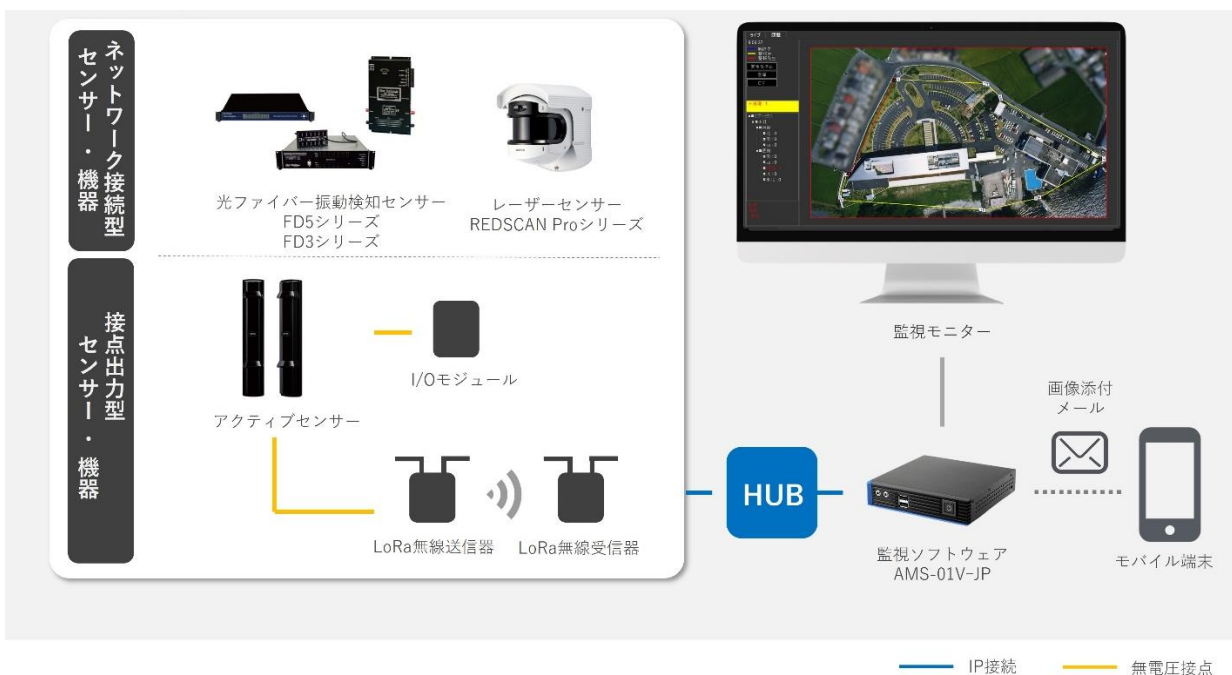 ネットワーク接続型
センサー・機器
光ファイバー振動検知センサー
FD5シリーズ
FD3シリーズ
レーザーセンサー
REDSCAN Proシリーズ
接点出力型
センサー・機器
アクティブセンサー
I/Oモジュール
LoRa無線送信器
LoRa無線受信器
HUB
監視モニター
監視ソフトウェア
AMS-01V-JP
画像添付
メール
モバイル端末
IP接続
無電圧接点